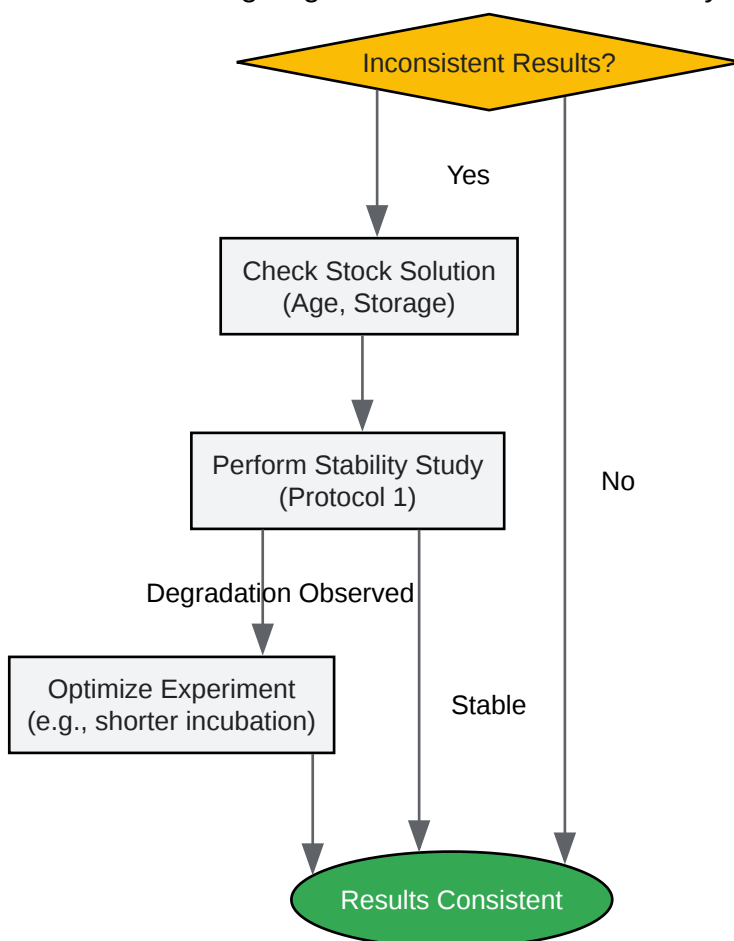 Inconsistent Results?
Yes
Check Stock Solution
(Age, Storage)
Perform Stability Study
(Protocol 1)
No
Degradation Observed
Optimize Experiment
(e.g., shorter incubation)
Stable
Results Consistent